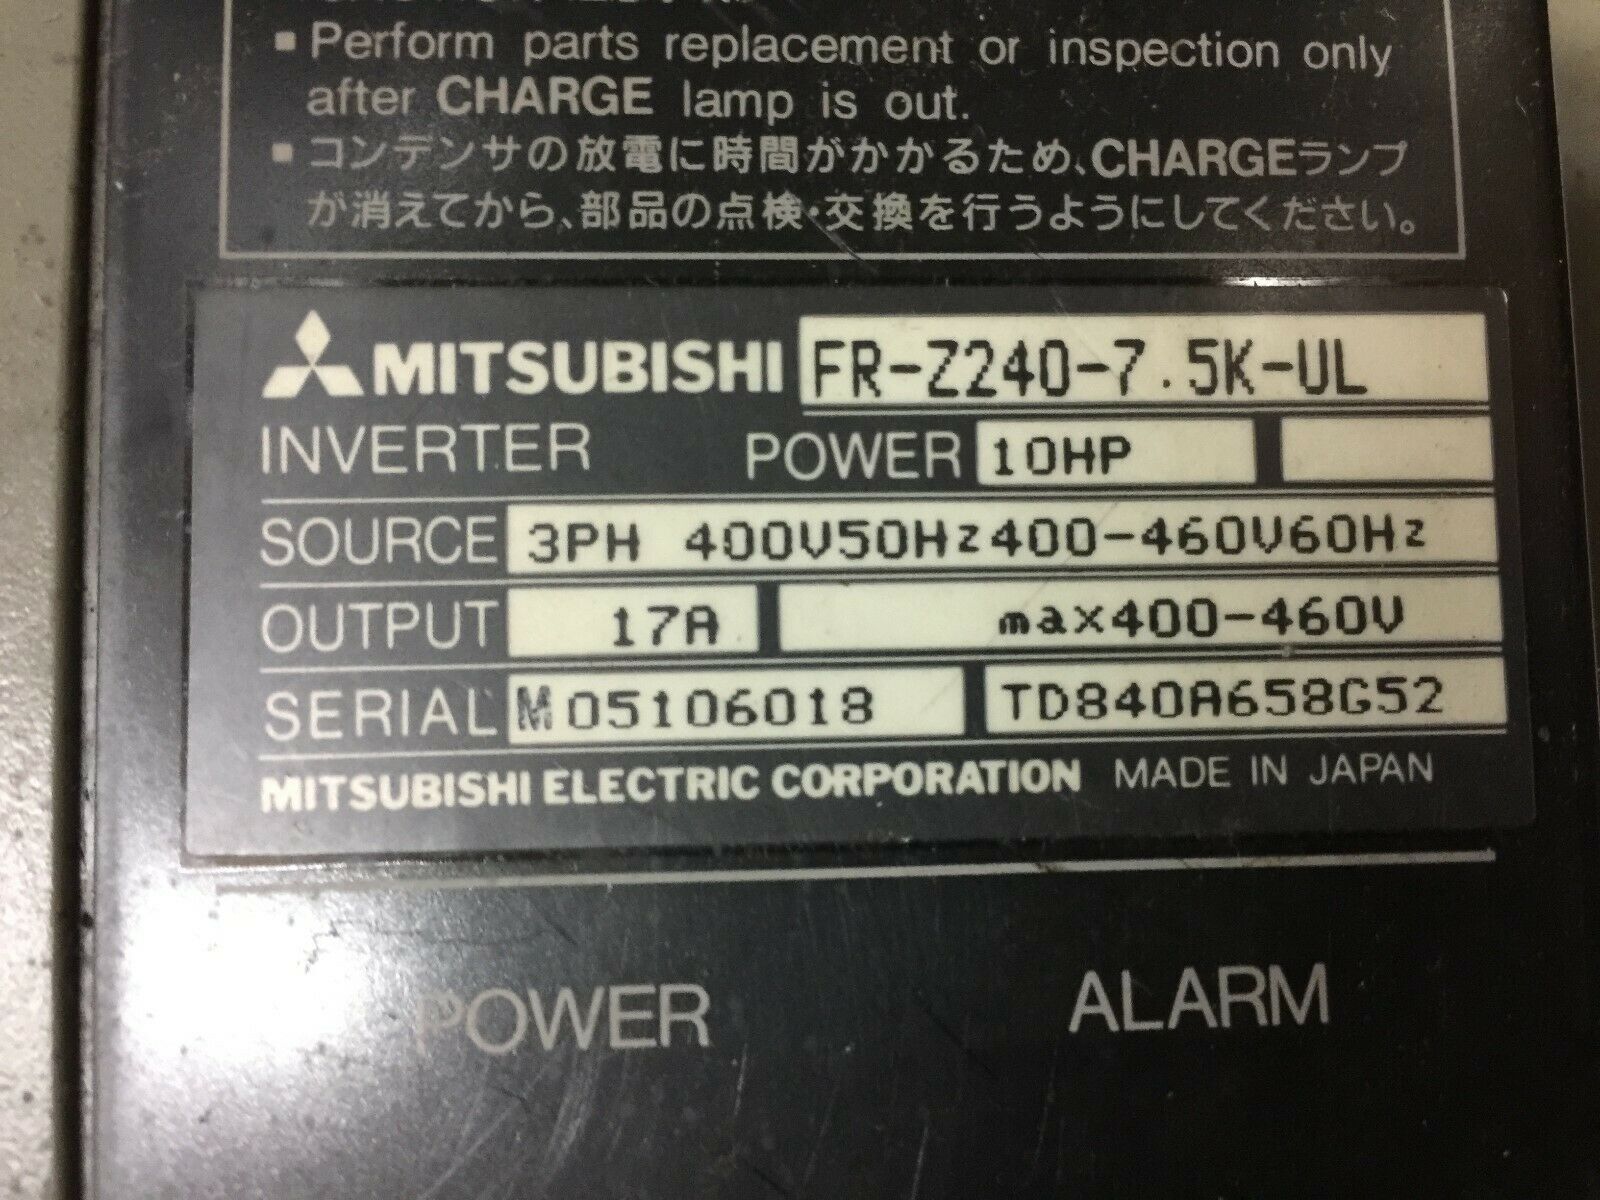 ▪ Perform parts replacement or inspection only
after CHARGE lamp is out.
▪ コンデンサの放電に時間がかかるため、CHARGEランプ
が消えてから、部品の点検・交換を行うようにしてください。
MITSUBISHI FR-Z240-7.5K-UL
INVERTER POWER 10HP
SOURCE 3PH 400V50Hz400-460V60Hz
OUTPUT 17A max400-460V
SERIAL M05106018 TD840A658G52
MITSUBISHI ELECTRIC CORPORATION MADE IN JAPAN
POWER ALARM